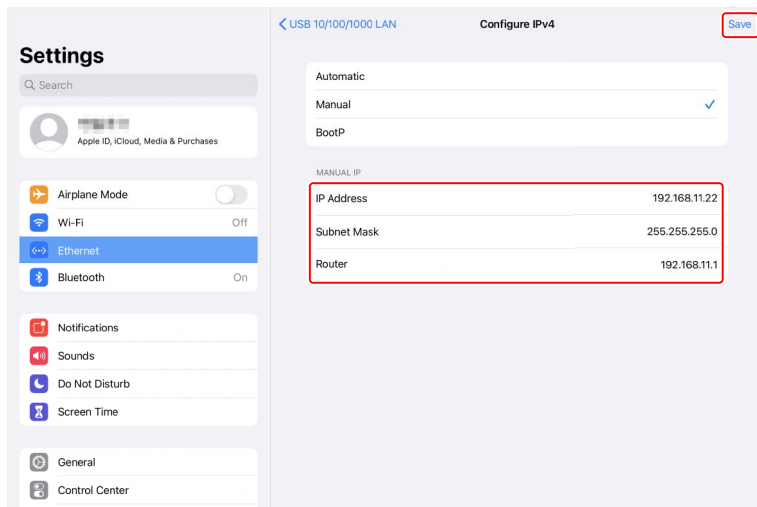 USB 10/100/1000 LAN
Configure IPv4
Save
Settings
Search
Apple ID, iCloud, Media & Purchases
Airplane Mode
Wi-Fi Off
Ethernet
Bluetooth On
Notifications
Sounds
Do Not Disturb
Screen Time
General
Control Center
Automatic
Manual
BootP
MANUAL IP
IP Address 192.168.11.22
Subnet Mask 255.255.255.0
Router 192.168.11.1